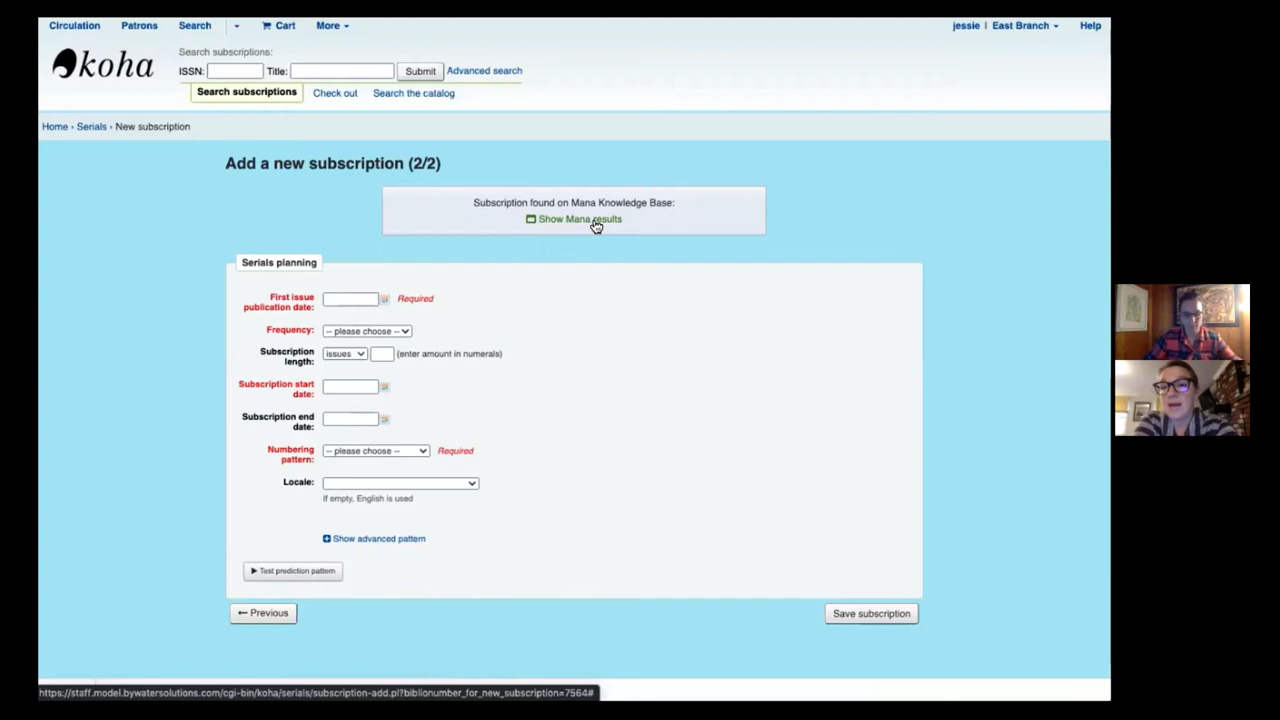 Circulation Patrons Search Cart More jessie | East Branch Help
koha
Search subscriptions:
ISSN: Title: Submit Advanced search
Search subscriptions Check out Search the catalog
Home › Serials › New subscription
Add a new subscription (2/2)
Subscription found on Mana Knowledge Base:
Show Mana results
Serials planning
First issue publication date: Required
Frequency: -- please choose --
Subscription length: issues (enter amount in numerals)
Subscription start date:
Subscription end date:
Numbering pattern: -- please choose -- Required
Locale:
If empty, English is used
Show advanced pattern
Test prediction pattern
Previous Save subscription
https://staff.model.bywatersolutions.com/cgi-bin/koha/serials/subscription-add.pl?biblionumber_for_new_subscription=7564#